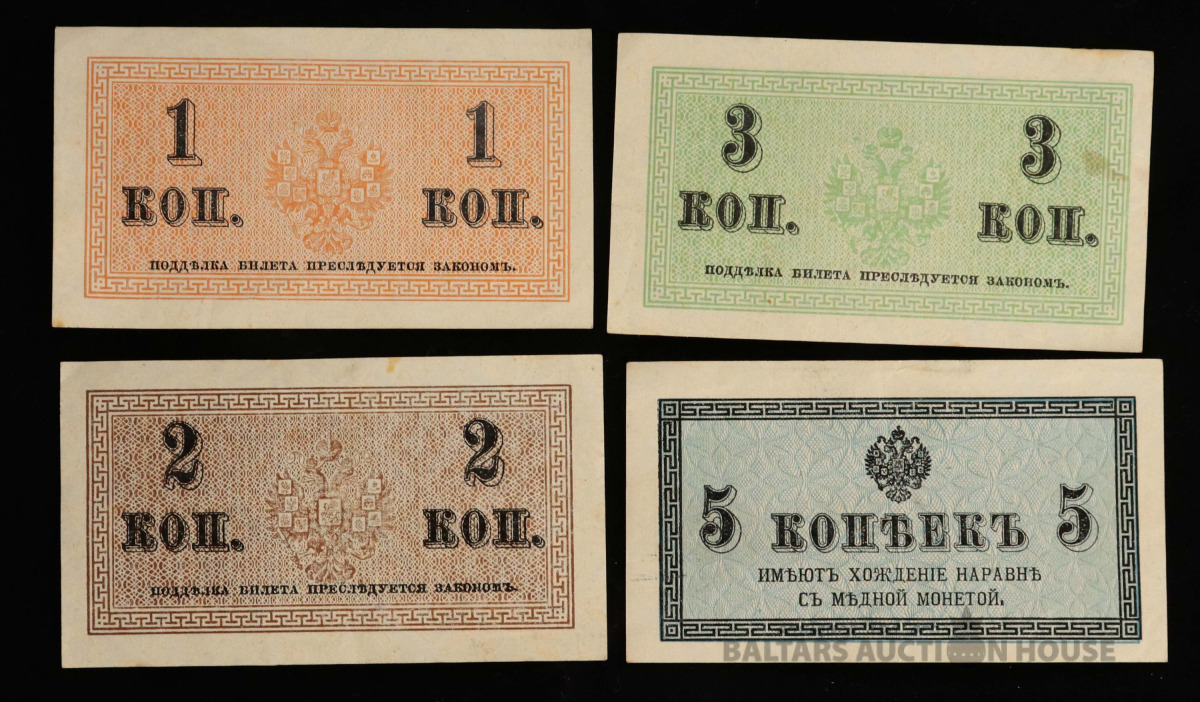 1 1
КОП. КОП.
ПОДДѢЛКА БИЛЕТА ПРЕСЛѢДУЕТСЯ ЗАКОНОМЪ.
3 3
КОП. КОП.
ПОДДѢЛКА БИЛЕТА ПРЕСЛѢДУЕТСЯ ЗАКОНОМЪ.
2 2
КОП. КОП.
ПОДДѢЛКА БИЛЕТА ПРЕСЛѢДУЕТСЯ ЗАКОНОМЪ.
5 КОПѢЕКЪ 5
ИМѢЮТЪ ХОЖДЕНІЕ НАРАВНѢ
СЪ МѢДНОЙ МОНЕТОЙ.
BALTARS AUCTION HOUSE